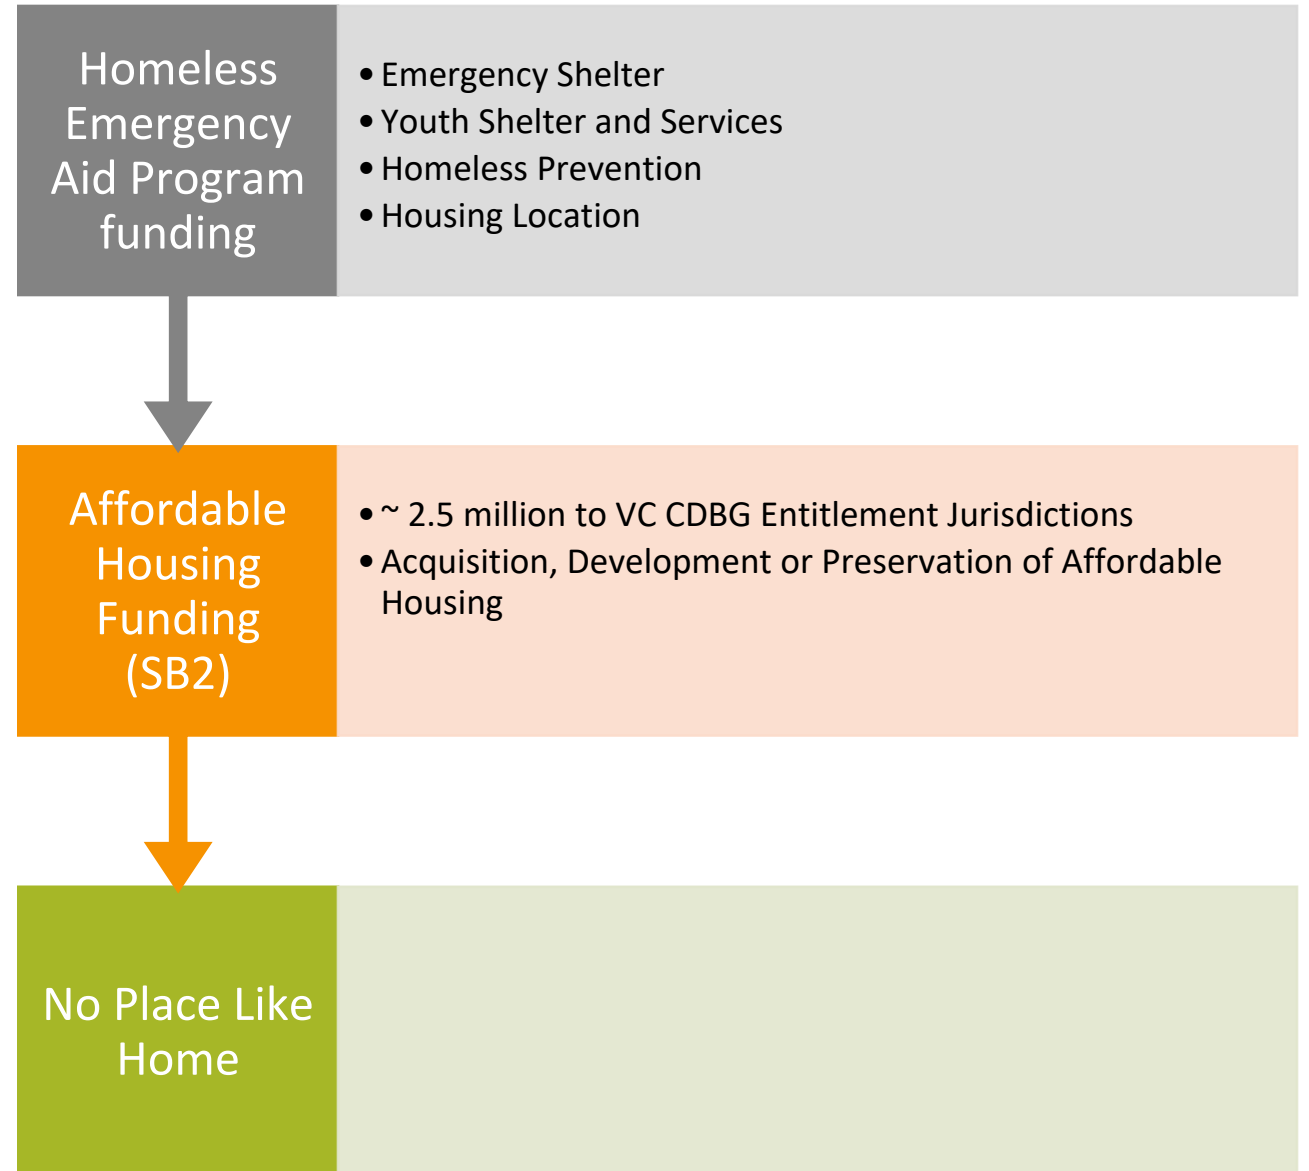 Homeless
Emergency
Aid Program
funding
• Emergency Shelter
• Youth Shelter and Services
• Homeless Prevention
• Housing Location
Affordable
Housing
Funding
(SB2)
• ~ 2.5 million to VC CDBG Entitlement Jurisdictions
• Acquisition, Development or Preservation of Affordable
Housing
No Place Like
Home